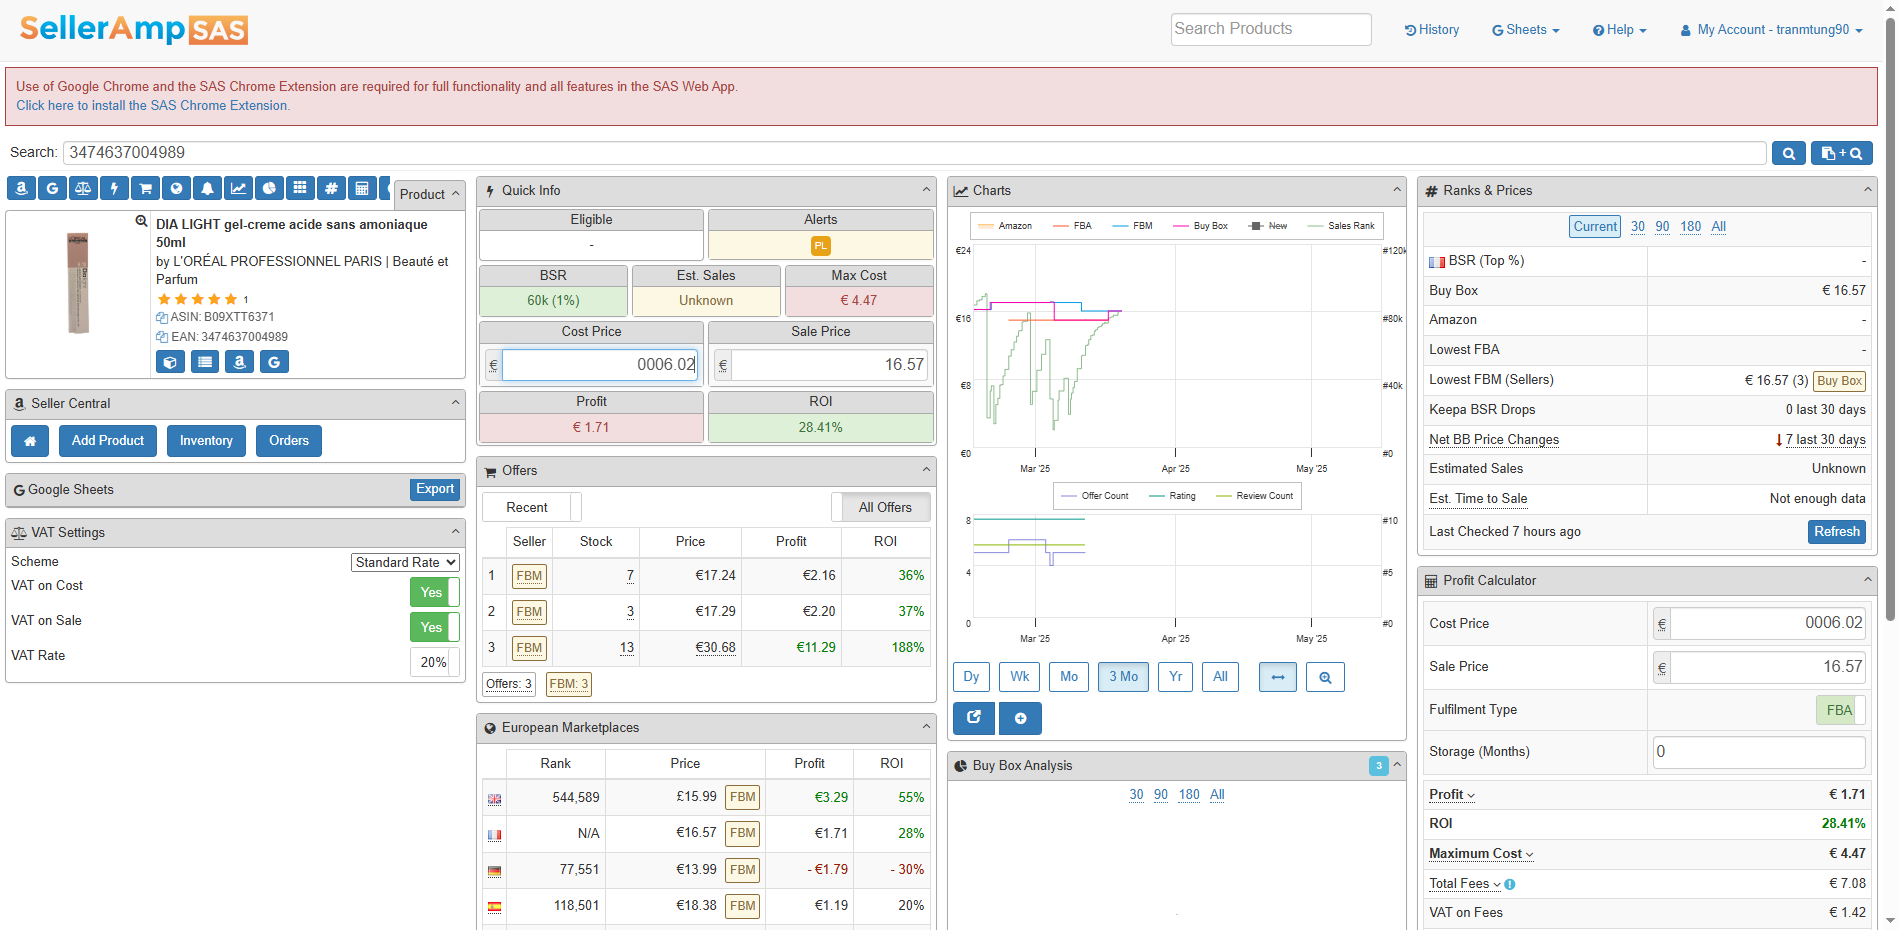 SellerAmp SAS
Search Products
History
Sheets
Help
My Account - tranmtung90
Use of Google Chrome and the SAS Chrome Extension are required for full functionality and all features in the SAS Web App.
Click here to install the SAS Chrome Extension.
Search: 3474637004989
+
Product
DIA LIGHT gel-creme acide sans amoniaque
50ml
by L'ORÉAL PROFESSIONNEL PARIS | Beauté et
Parfum
1
ASIN: B09XTT6371
EAN: 3474637004989
Seller Central
Add Product Inventory Orders
Google Sheets Export
VAT Settings
Scheme Standard Rate
VAT on Cost Yes
VAT on Sale Yes
VAT Rate 20%
Quick Info
Eligible Alerts
- PL
BSR Est. Sales Max Cost
60k (1%) Unknown € 4.47
Cost Price Sale Price
€ 0006.02 € 16.57
Profit ROI
€ 1.71 28.41%
Offers
Recent All Offers
Seller Stock Price Profit ROI
1 FBM 7 €17.24 €2.16 36%
2 FBM 3 €17.29 €2.20 37%
3 FBM 13 €30.68 €11.29 188%
Offers: 3 FBM: 3
European Marketplaces
Rank Price Profit ROI
544,589 £15.99 FBM €3.29 55%
N/A €16.57 FBM €1.71 28%
77,551 €13.99 FBM - €1.79 - 30%
118,501 €18.38 FBM €1.19 20%
Charts
Amazon FBA FBM Buy Box New Sales Rank
€24 #120k
€16 #80k
€8 #40k
€0 #0
Mar '25 Apr '25 May '25
Offer Count Rating Review Count
8 #10
4 #5
0 #0
Mar '25 Apr '25 May '25
Dy Wk Mo 3 Mo Yr All
Buy Box Analysis 3
30 90 180 All
Ranks & Prices
Current 30 90 180 All
BSR (Top %) -
Buy Box € 16.57
Amazon -
Lowest FBA -
Lowest FBM (Sellers) € 16.57 (3) Buy Box
Keepa BSR Drops 0 last 30 days
Net BB Price Changes 7 last 30 days
Estimated Sales Unknown
Est. Time to Sale Not enough data
Last Checked 7 hours ago Refresh
Profit Calculator
Cost Price € 0006.02
Sale Price € 16.57
Fulfilment Type FBA
Storage (Months) 0
Profit € 1.71
ROI 28.41%
Maximum Cost € 4.47
Total Fees € 7.08
VAT on Fees € 1.42